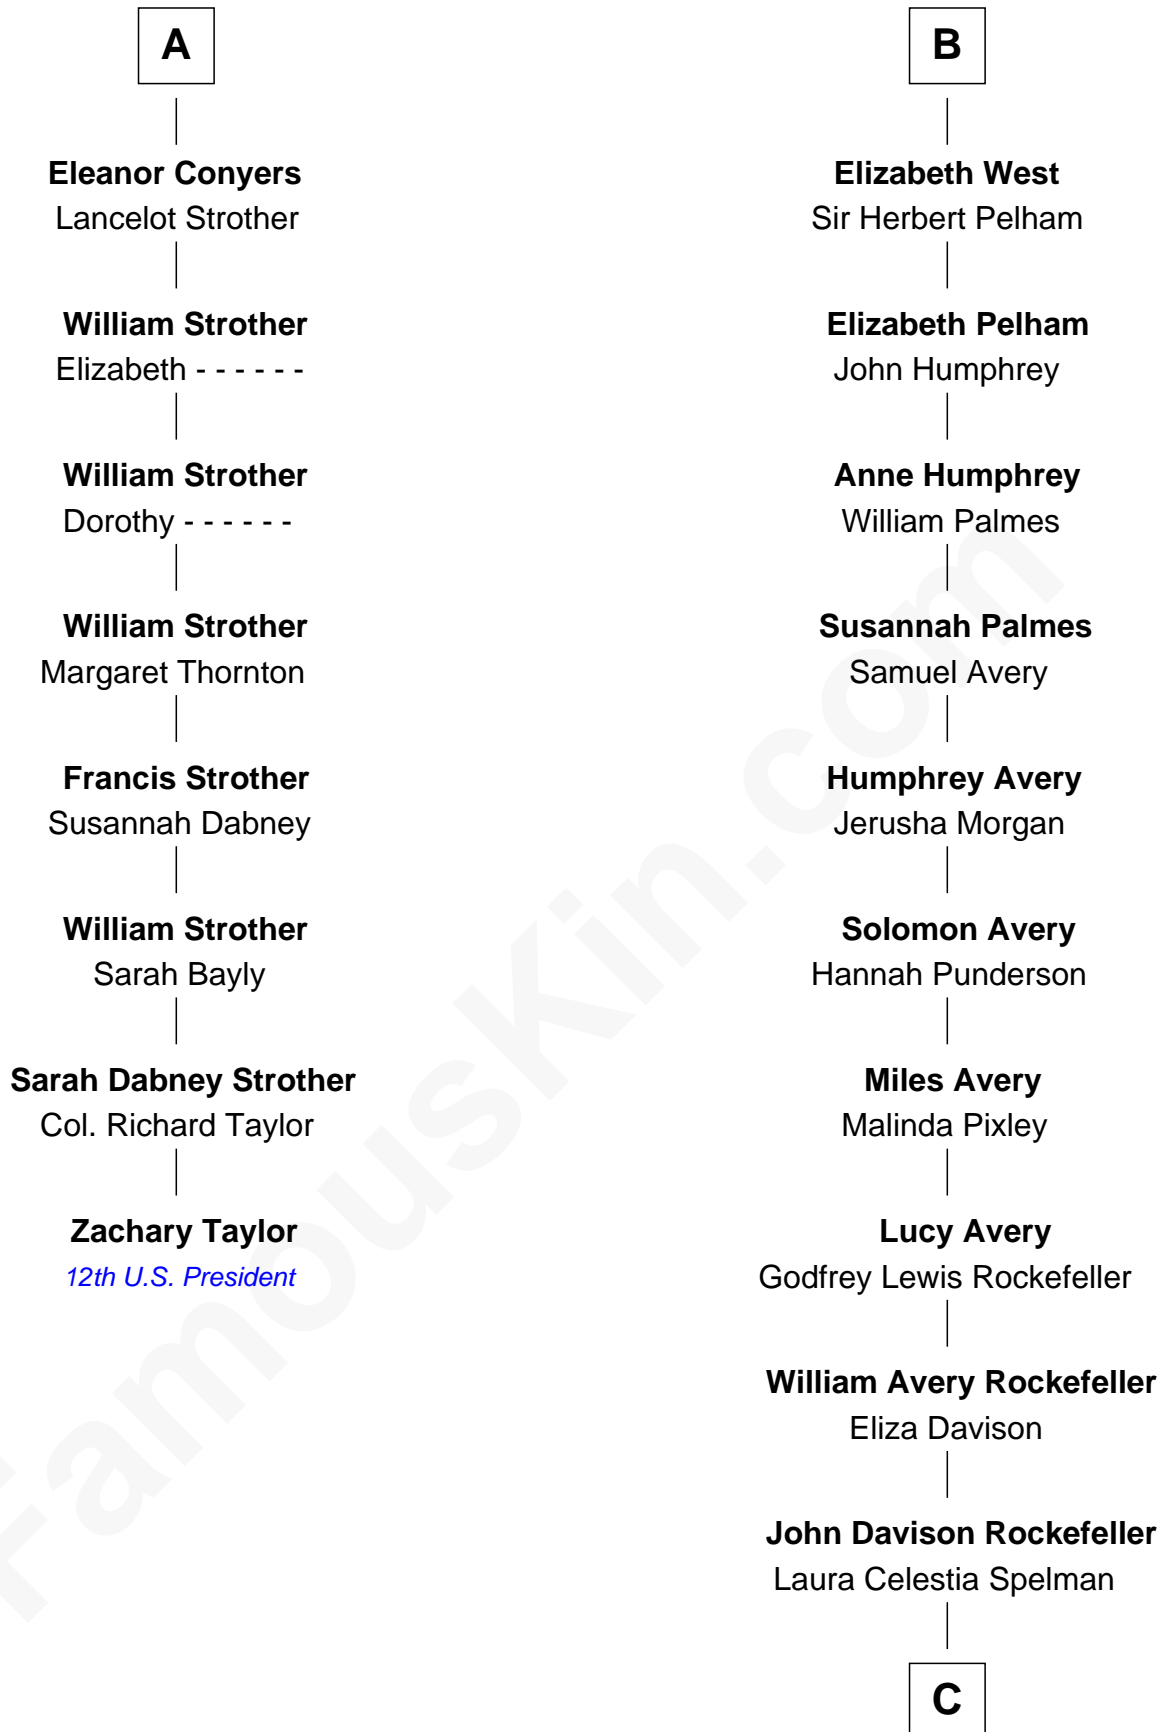 A
Eleanor Conyers
Lancelot Strother
William Strother
Elizabeth - - - - - -
William Strother
Dorothy - - - - - -
William Strother
Margaret Thornton
Francis Strother
Susannah Dabney
William Strother
Sarah Bayly
Sarah Dabney Strother
Col. Richard Taylor
Zachary Taylor
12th U.S. President
B
Elizabeth West
Sir Herbert Pelham
Elizabeth Pelham
John Humphrey
Anne Humphrey
William Palmes
Susannah Palmes
Samuel Avery
Humphrey Avery
Jerusha Morgan
Solomon Avery
Hannah Punderson
Miles Avery
Malinda Pixley
Lucy Avery
Godfrey Lewis Rockefeller
William Avery Rockefeller
Eliza Davison
John Davison Rockefeller
Laura Celestia Spelman
C
FamousKin.com